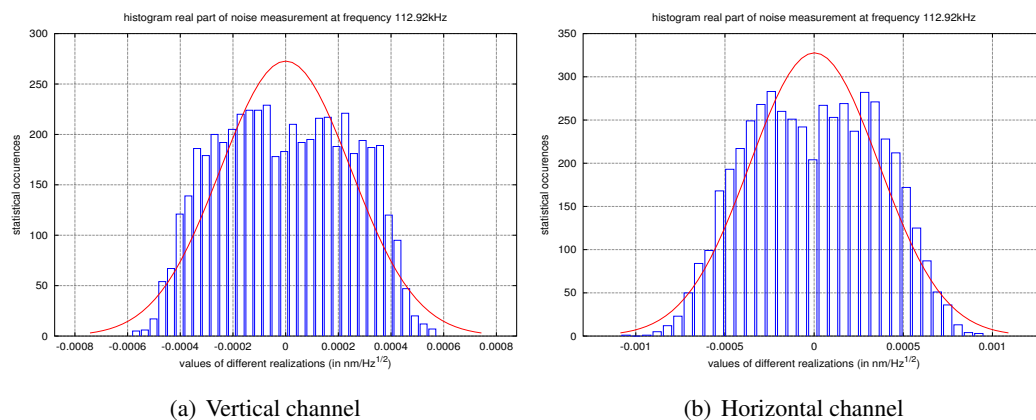 histogram real part of noise measurement at frequency 112.92kHz
300
250
200
150
100
50
0
statistical occurences
-0.0008 -0.0006 -0.0004 -0.0002 0 0.0002 0.0004 0.0006 0.0008
values of different realizations (in nm/Hz^1/2)
(a) Vertical channel
histogram real part of noise measurement at frequency 112.92kHz
350
300
250
200
150
100
50
0
statistical occurences
-0.001 -0.0005 0 0.0005 0.001
values of different realizations (in nm/Hz^1/2)
(b) Horizontal channel